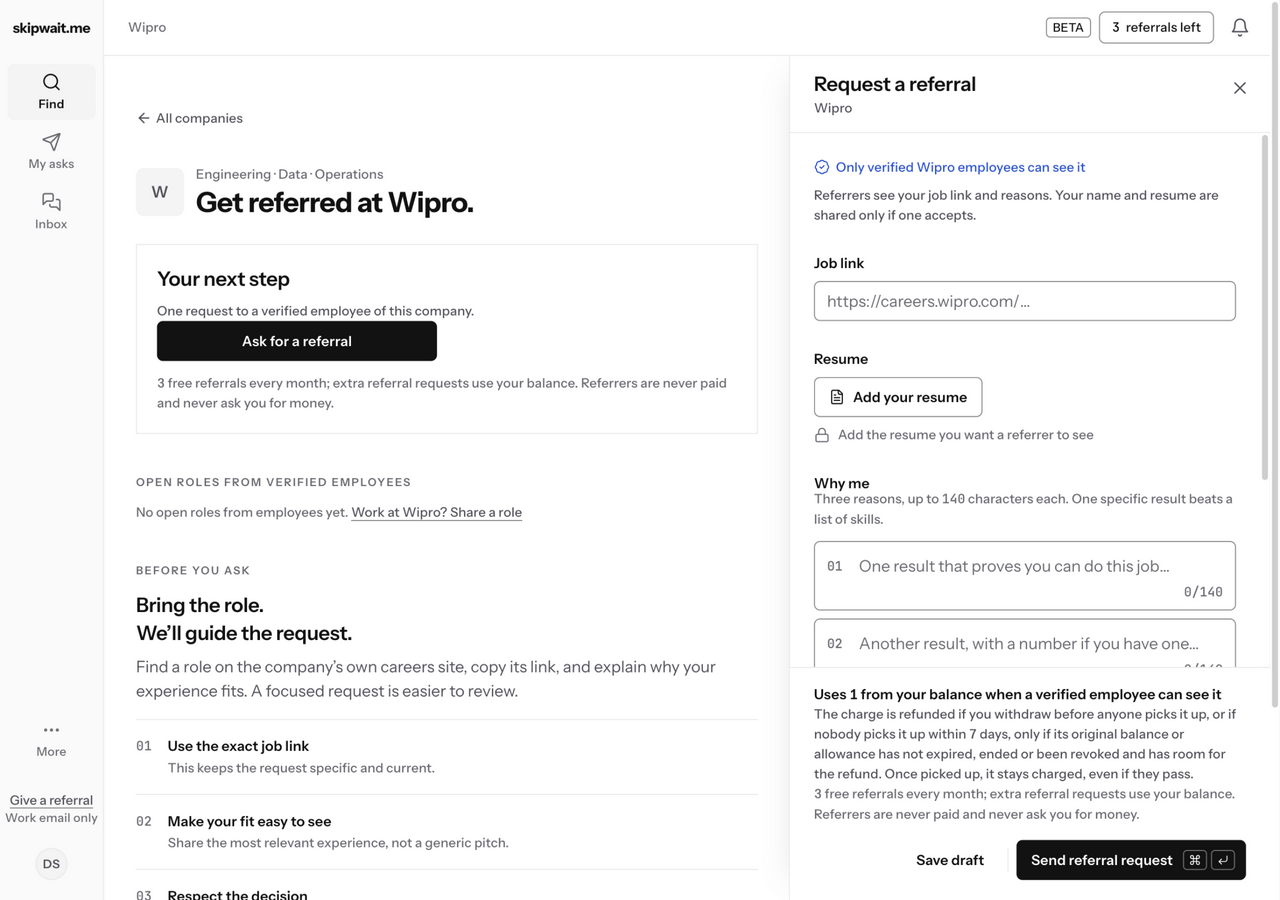 skipwait.me
Find
My asks
Inbox
More
Give a referral
Work email only
DS
Wipro
BETA
3 referrals left
All companies
W
Engineering · Data · Operations
Get referred at Wipro.
Your next step
One request to a verified employee of this company.
Ask for a referral
3 free referrals every month; extra referral requests use your balance. Referrers are never paid
and never ask you for money.
OPEN ROLES FROM VERIFIED EMPLOYEES
No open roles from employees yet. Work at Wipro? Share a role
BEFORE YOU ASK
Bring the role.
We’ll guide the request.
Find a role on the company’s own careers site, copy its link, and explain why your
experience fits. A focused request is easier to review.
01 Use the exact job link
This keeps the request specific and current.
02 Make your fit easy to see
Share the most relevant experience, not a generic pitch.
03 Respect the decision
Request a referral
Wipro
Only verified Wipro employees can see it
Referrers see your job link and reasons. Your name and resume are
shared only if one accepts.
Job link
https://careers.wipro.com/…
Resume
Add your resume
Add the resume you want a referrer to see
Why me
Three reasons, up to 140 characters each. One specific result beats a
list of skills.
01 One result that proves you can do this job…
0/140
02 Another result, with a number if you have one…
0/140
Uses 1 from your balance when a verified employee can see it
The charge is refunded if you withdraw before anyone picks it up, or if
nobody picks it up within 7 days, only if its original balance or
allowance has not expired, ended or been revoked and has room for
the refund. Once picked up, it stays charged, even if they pass.
3 free referrals every month; extra referral requests use your balance.
Referrers are never paid and never ask you for money.
Save draft
Send referral request ⌘ ↵